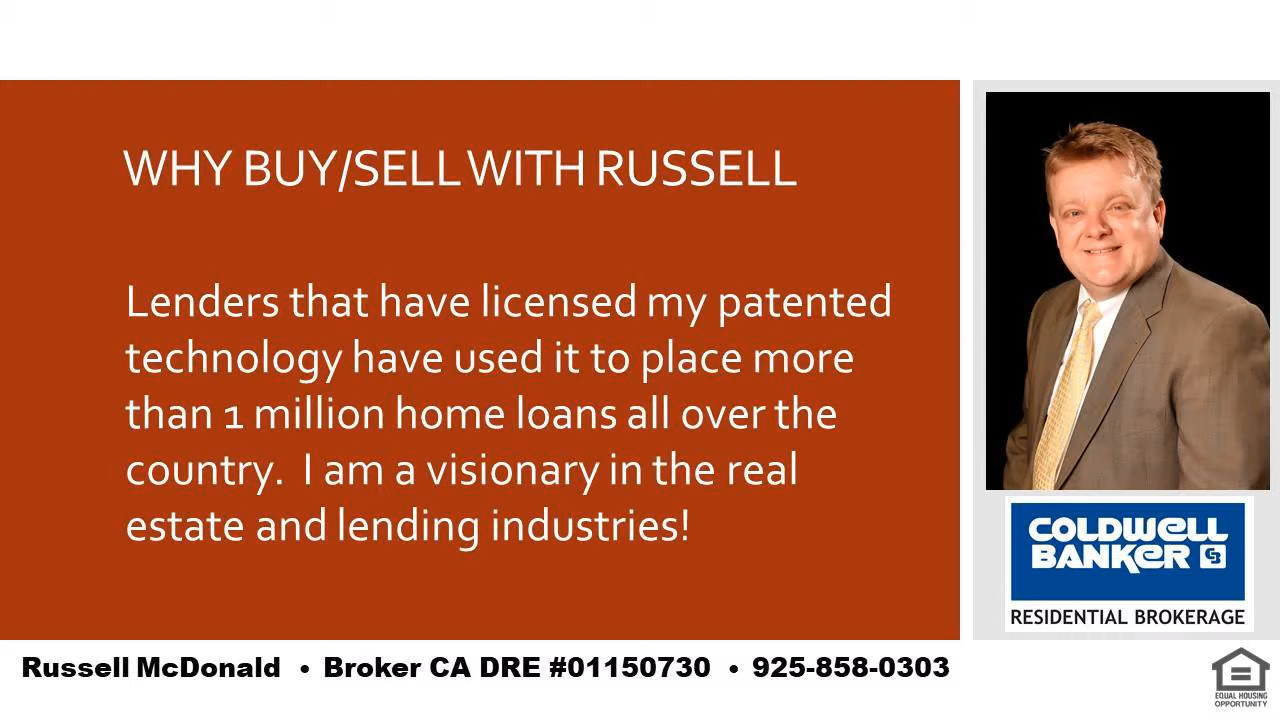 WHY BUY/SELL WITH RUSSELL
Lenders that have licensed my patented
technology have used it to place more
than 1 million home loans all over the
country.  I am a visionary in the real
estate and lending industries!
COLDWELL
BANKER CB
RESIDENTIAL BROKERAGE
Russell McDonald • Broker CA DRE #01150730 • 925-858-0303
EQUAL HOUSING
OPPORTUNITY